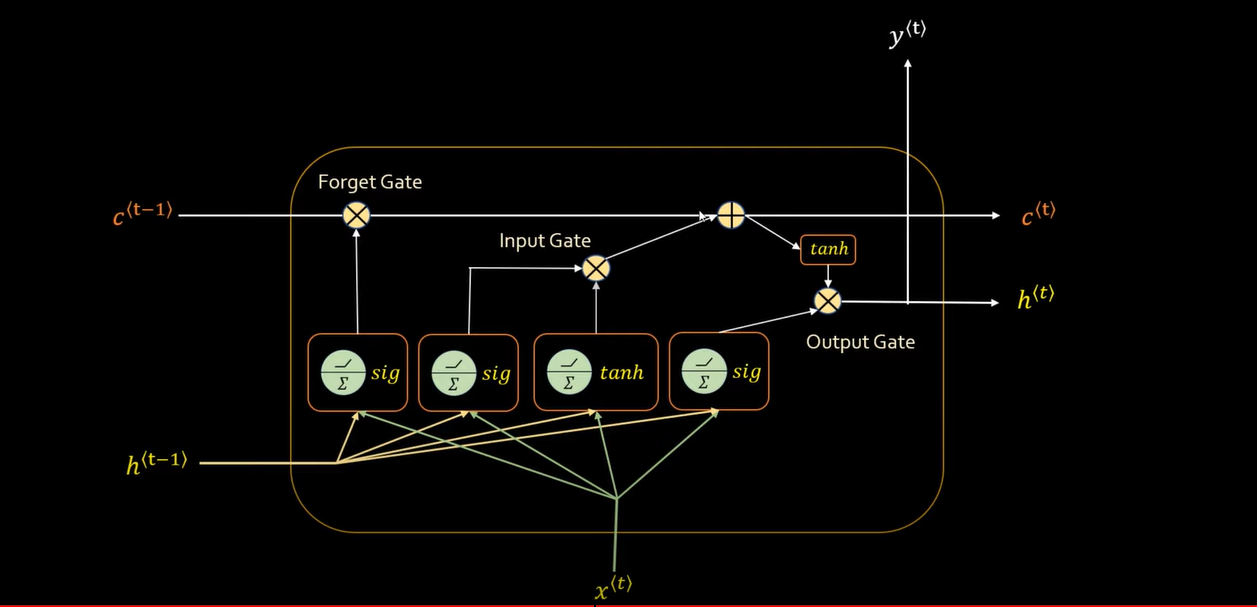 y⟨t⟩
Forget Gate
c⟨t−1⟩
c⟨t⟩
Input Gate
tanh
h⟨t⟩
Output Gate
Σ sig
Σ sig
Σ tanh
Σ sig
h⟨t−1⟩
x⟨t⟩